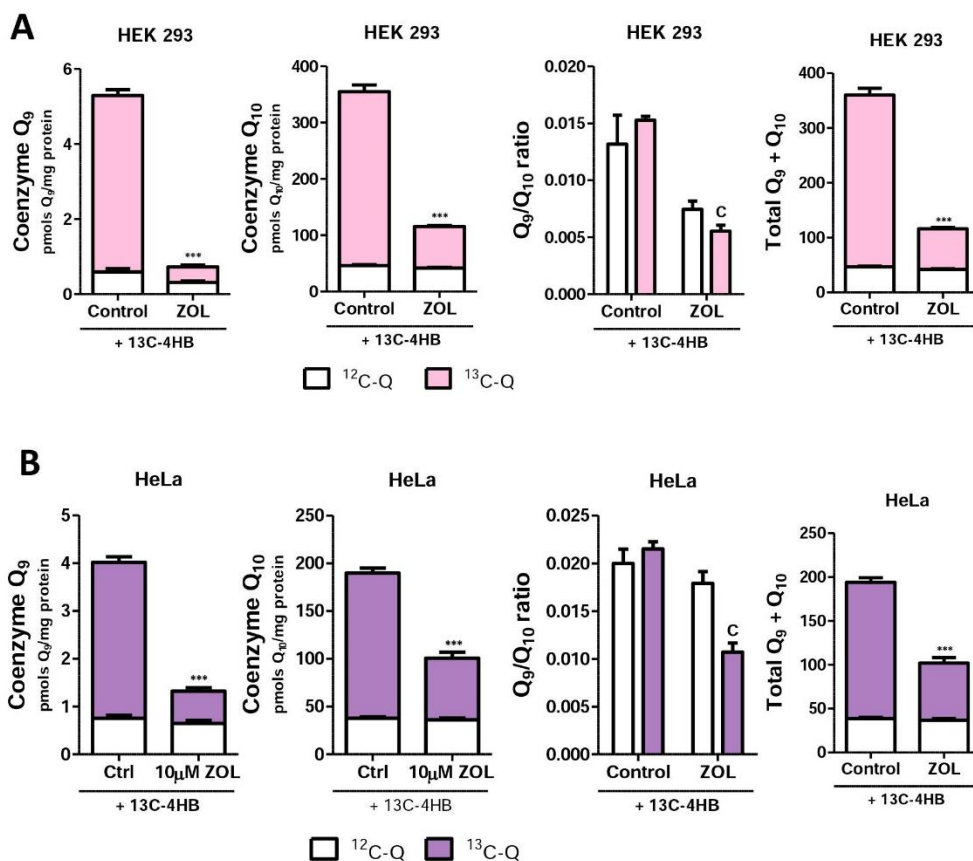 A
HEK 293
Coenzyme Q9
pmols Q9/mg protein
6
4
2
0
Control ZOL
+ 13C-4HB
HEK 293
Coenzyme Q10
pmols Q10/mg protein
400
300
200
100
0
Control ZOL
+ 13C-4HB
HEK 293
Q9/Q10 ratio
0.020
0.015
0.010
0.005
0.000
C
Control ZOL
+ 13C-4HB
HEK 293
Total Q9 + Q10
400
300
200
100
0
Control ZOL
+ 13C-4HB
***
***
***
12C-Q 13C-Q
B
HeLa
Coenzyme Q9
pmols Q9/mg protein
5
4
3
2
1
0
***
Ctrl 10µM ZOL
+ 13C-4HB
HeLa
Coenzyme Q10
pmols Q10/mg protein
250
200
150
100
50
0
***
Ctrl 10µM ZOL
+ 13C-4HB
HeLa
Q9/Q10 ratio
0.025
0.020
0.015
0.010
0.005
0.000
C
Control ZOL
+ 13C-4HB
HeLa
Total Q9 + Q10
250
200
150
100
50
0
***
Control ZOL
+ 13C-4HB
12C-Q 13C-Q